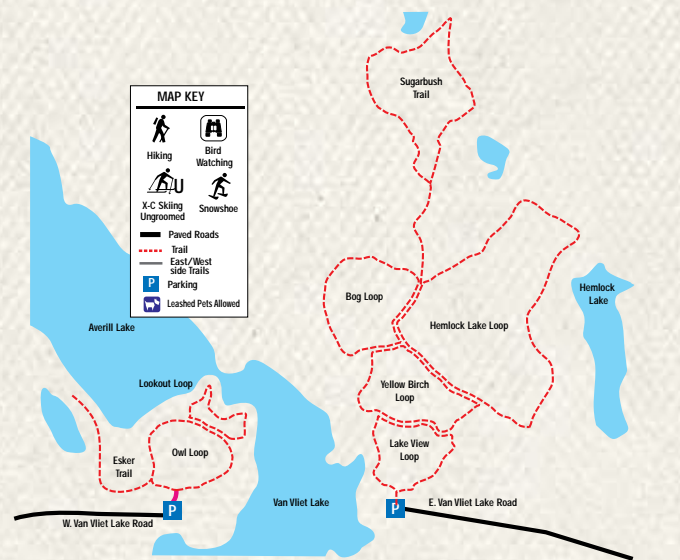 Sugarbush
Trail
MAP KEY
Hiking
Bird
Watching
X-C Skiing
Ungroomed
Snowshoe
Paved Roads
Trail
East/West
side Trails
P
Parking
Leashed Pets Allowed
Averill Lake
Bog Loop
Hemlock Lake Loop
Hemlock
Lake
Lookout Loop
Yellow Birch
Loop
Owl Loop
Esker
Trail
Lake View
Loop
Van Vliet Lake
P
W. Van Vliet Lake Road
P
E. Van Vliet Lake Road